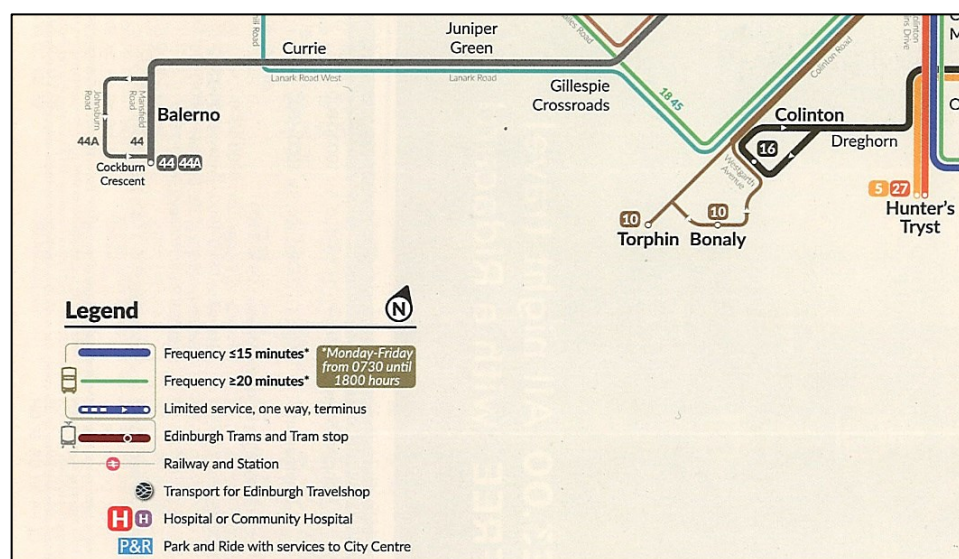 Juniper
Green
Currie
Lanark Road West
Lanark Road
Gillespie
Crossroads
18 45
Colinton Road
Colinton
Dreghorn
16
Westgarth
Avenue
Johnsburn
Road
Mansfield
Road
Balerno
44A
44
Cockburn
Crescent
44 44A
5 27
Hunter's
Tryst
10
10
Torphin
Bonaly
Legend
N
Frequency ≤15 minutes*
*Monday-Friday
from 0730 until
1800 hours
Frequency ≥20 minutes*
Limited service, one way, terminus
Edinburgh Trams and Tram stop
Railway and Station
Transport for Edinburgh Travelshop
H H Hospital or Community Hospital
P&R Park and Ride with services to City Centre